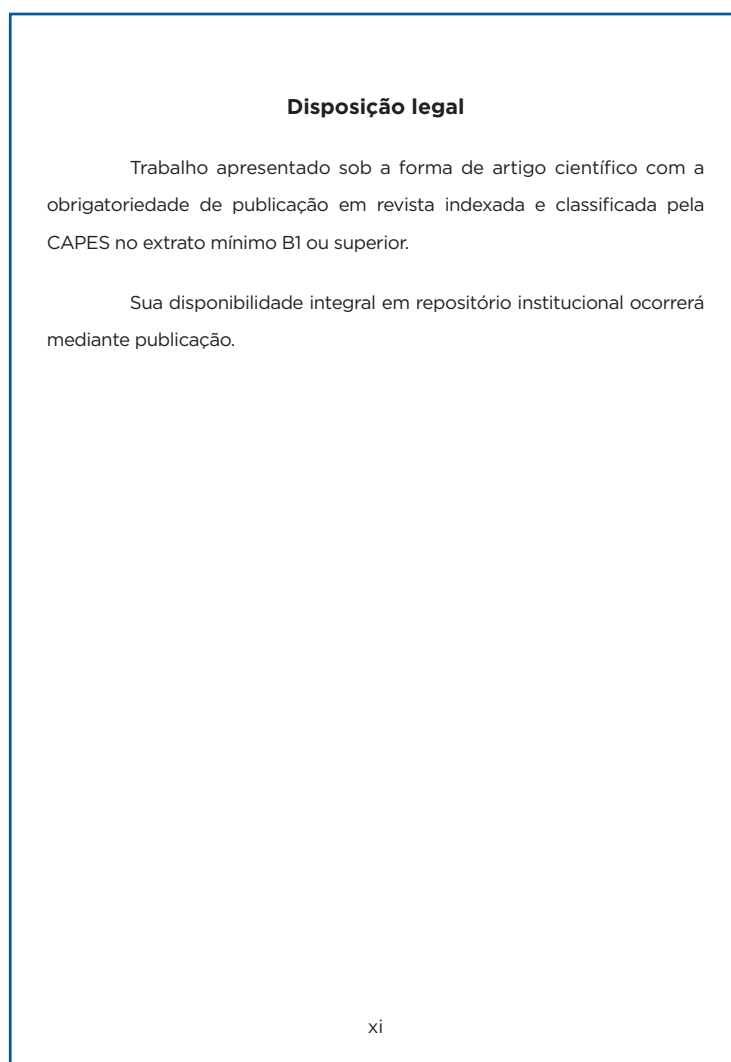 Disposição legal
Trabalho apresentado sob a forma de artigo científico com a
obrigatoriedade de publicação em revista indexada e classificada pela
CAPES no extrato mínimo B1 ou superior.
Sua disponibilidade integral em repositório institucional ocorrerá
mediante publicação.
xi